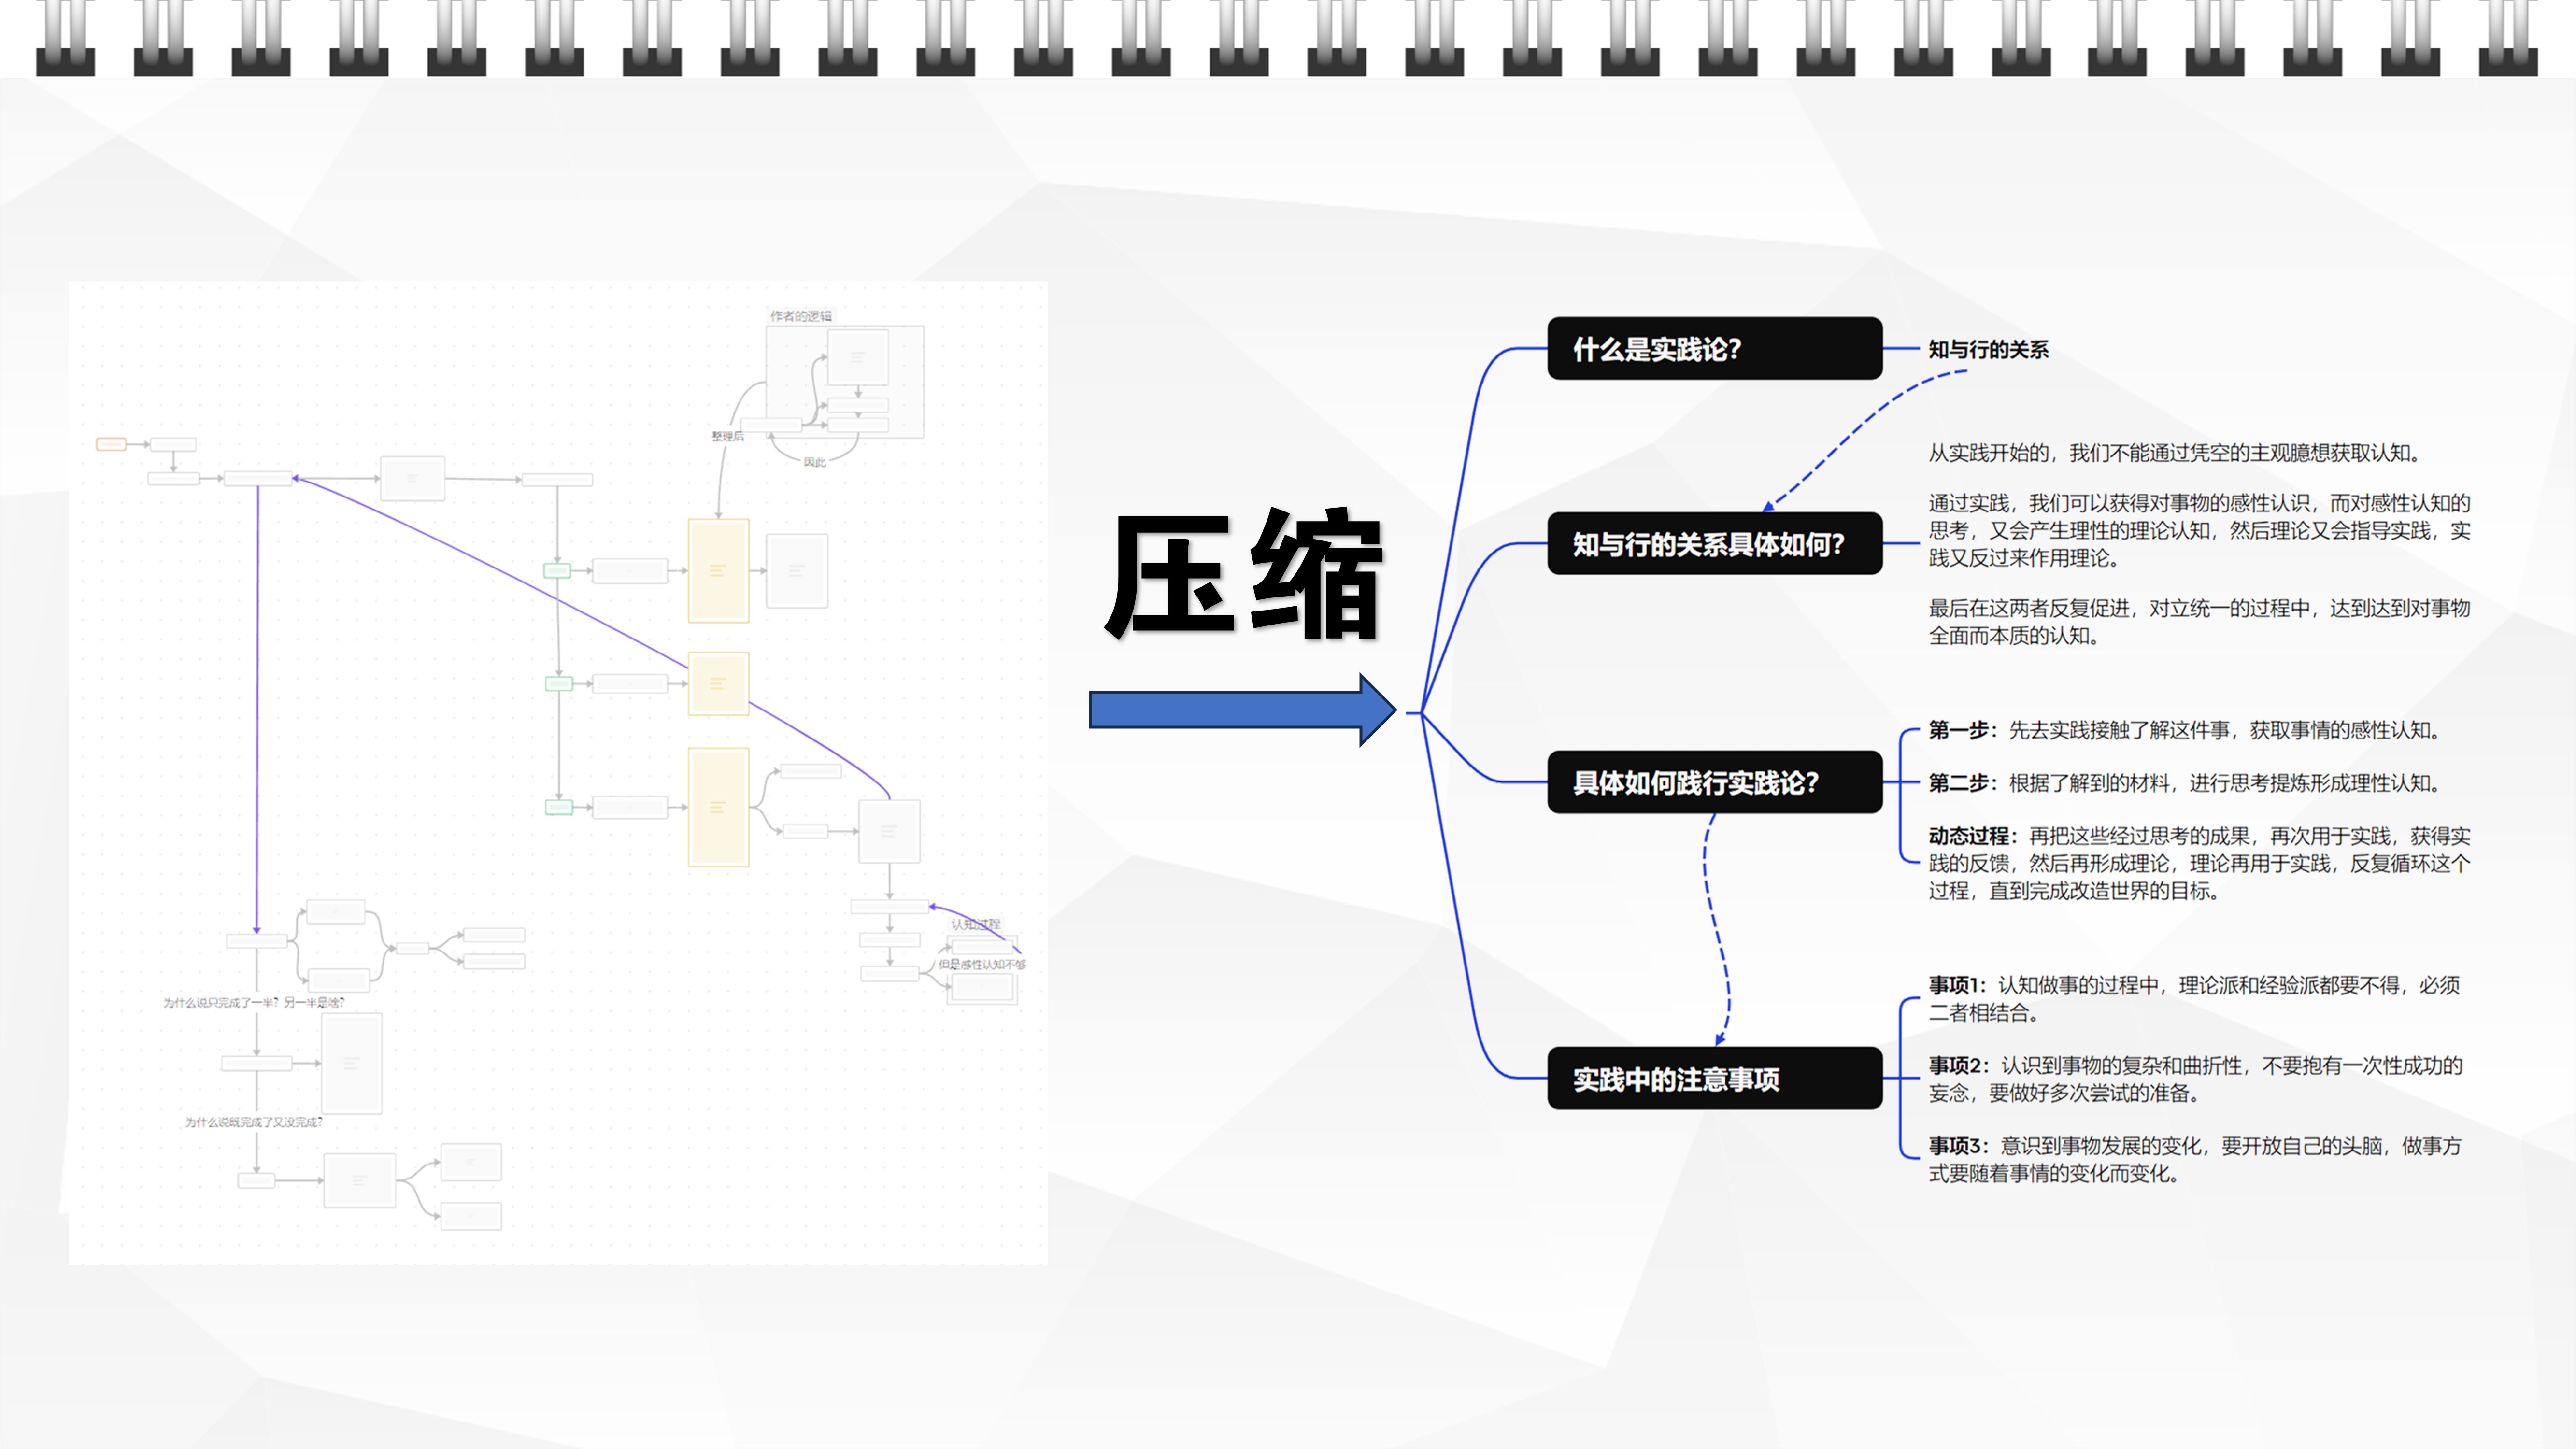 作者的逻辑
整理后
因此
认知过程
但是感性认知不够
为什么说只完成了一半？另一半是啥？
为什么说既完成了又没完成？
压缩
什么是实践论？
知与行的关系
知与行的关系具体如何？
从实践开始的，我们不能通过凭空的主观臆想获取认知。
通过实践，我们可以获得对事物的感性认识，而对感性认知的
思考，又会产生理性的理论认知，然后理论又会指导实践，实
践又反过来作用理论。
最后在这两者反复促进，对立统一的过程中，达到达到对事物
全面而本质的认知。
具体如何践行实践论？
第一步：先去实践接触了解这件事，获取事情的感性认知。
第二步：根据了解到的材料，进行思考提炼形成理性认知。
动态过程：再把这些经过思考的成果，再次用于实践，获得实
践的反馈，然后再形成理论，理论再用于实践，反复循环这个
过程，直到完成改造世界的目标。
实践中的注意事项
事项1：认知做事的过程中，理论派和经验派都要不得，必须
二者相结合。
事项2：认识到事物的复杂和曲折性，不要抱有一次性成功的
妄念，要做好多次尝试的准备。
事项3：意识到事物发展的变化，要开放自己的头脑，做事方
式要随着事情的变化而变化。